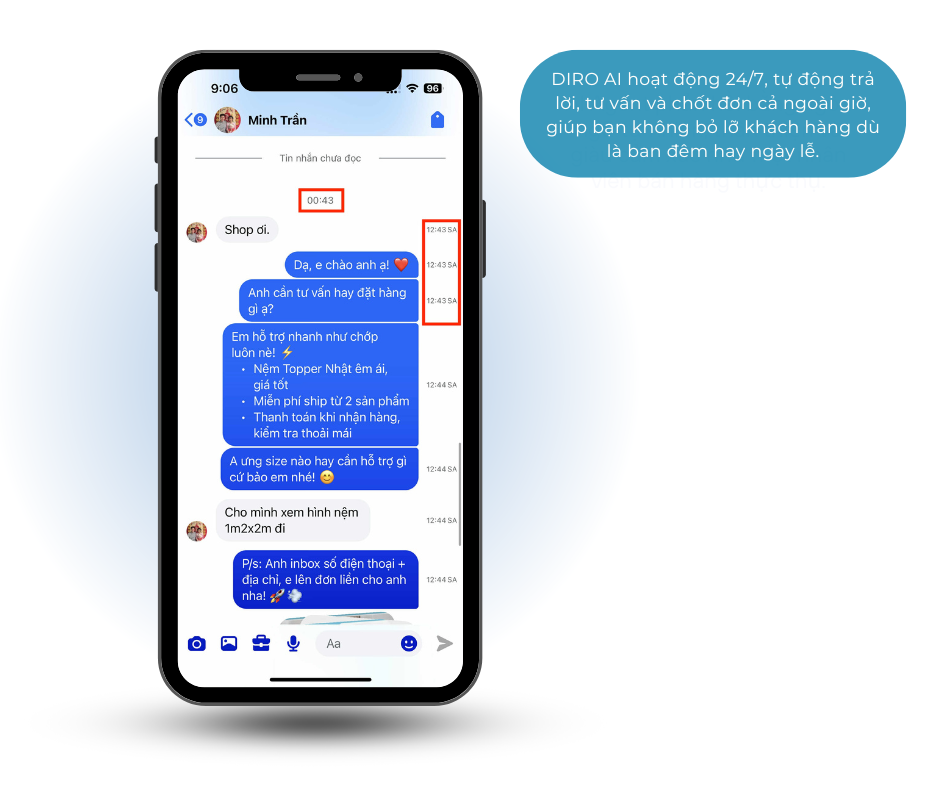 9:06
96
9
Minh Trần
DIRO AI hoạt động 24/7, tự động trả
lời, tư vấn và chốt đơn cả ngoài giờ,
giúp bạn không bỏ lỡ khách hàng dù
là ban đêm hay ngày lễ.
Tin nhắn chưa đọc
00:43
Shop ơi.
12:43 SA
Dạ, e chào anh ạ! ❤️
12:43 SA
Anh cần tư vấn hay đặt hàng
gì ạ?
12:43 SA
Em hỗ trợ nhanh như chớp
luôn nè! ⚡
• Nệm Topper Nhật êm ái,
giá tốt
• Miễn phí ship từ 2 sản phẩm
• Thanh toán khi nhận hàng,
kiểm tra thoải mái
12:44 SA
A ưng size nào hay cần hỗ trợ gì
cứ bảo em nhé! 😊
12:44 SA
Cho mình xem hình nệm
1m2x2m đi
12:44 SA
P/s: Anh inbox số điện thoại +
địa chỉ, e lên đơn liền cho anh
nha! 🚀💨
12:44 SA
Aa